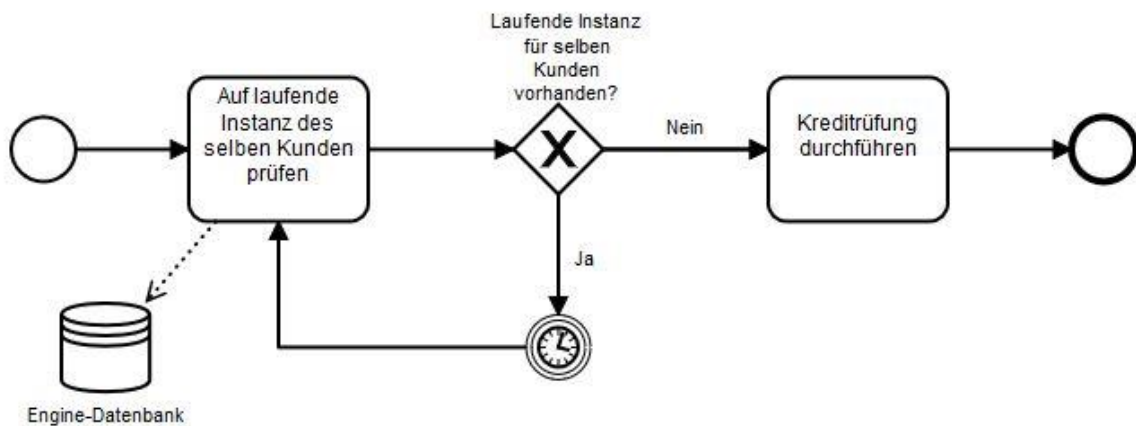 Laufende Instanz
für selben
Kunden
vorhanden?
Auf laufende
Instanz des
selben Kunden
prüfen
Nein
Kreditrüfung
durchführen
Ja
Engine-Datenbank